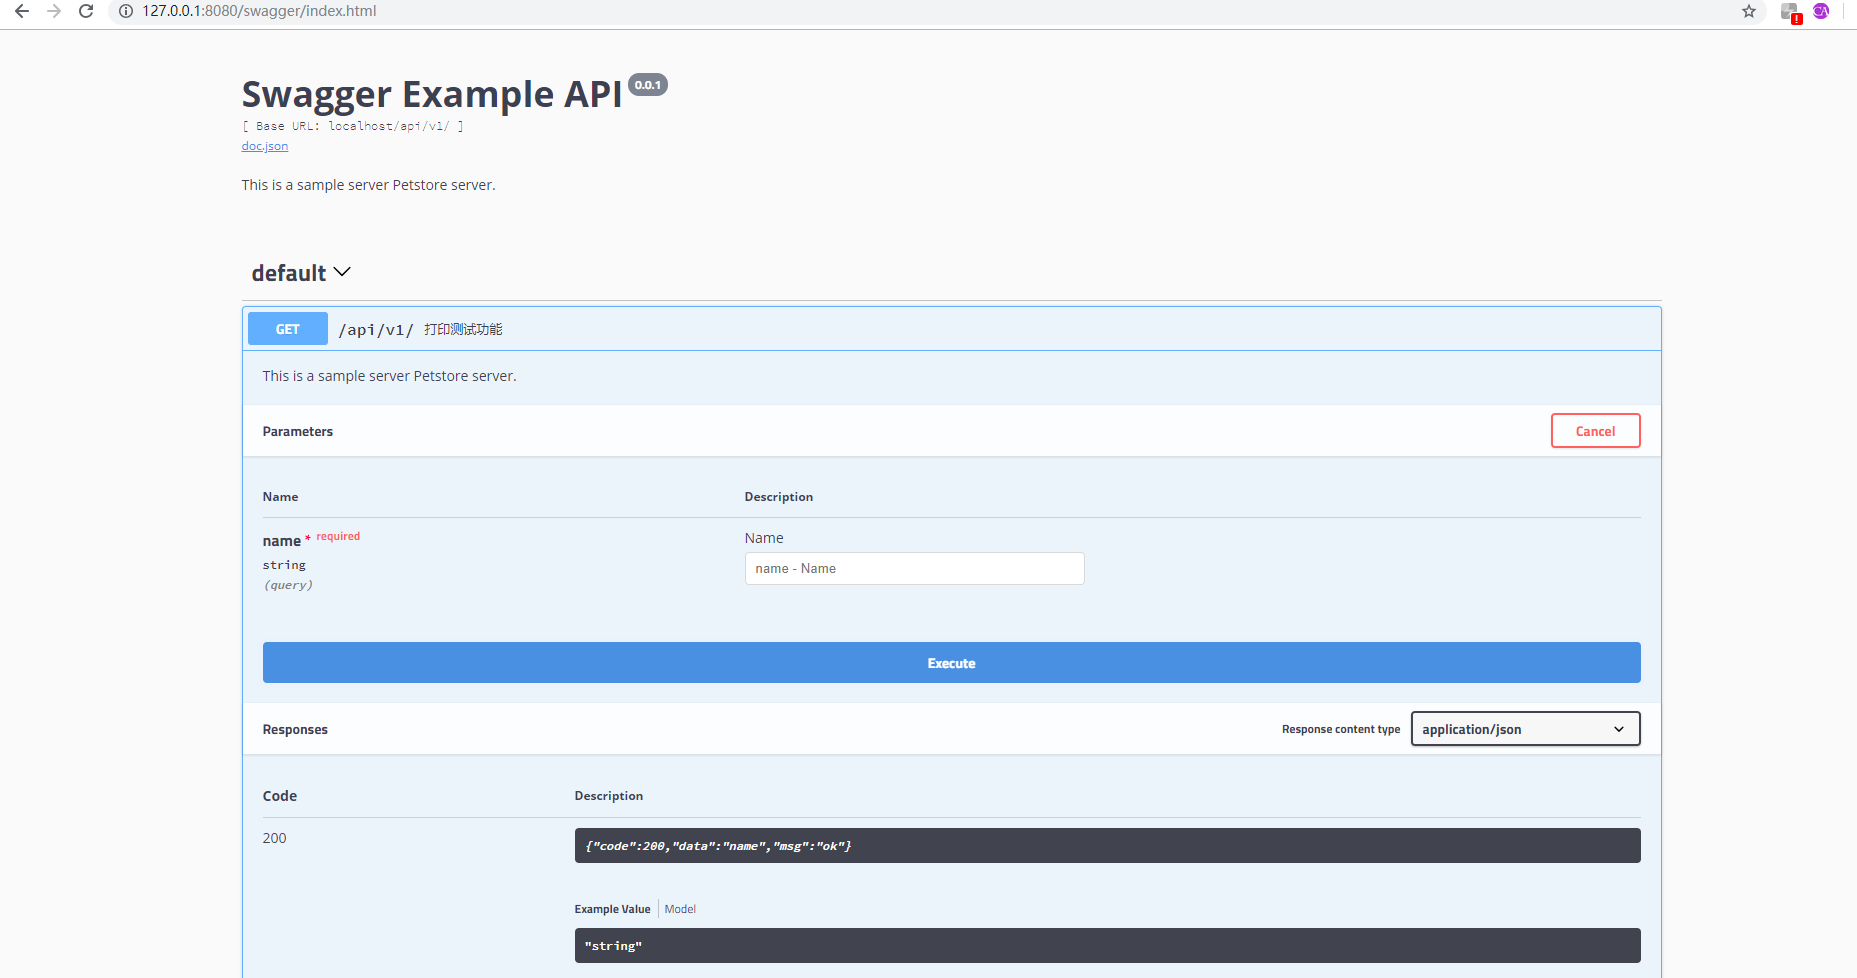 127.0.0.1:8080/swagger/index.html
CA
Swagger Example API 0.0.1
[ Base URL: localhost/api/v1/ ]
doc.json
This is a sample server Petstore server.
default
GET /api/v1/ 打印测试功能
This is a sample server Petstore server.
Parameters Cancel
Name Description
name * required Name
string name - Name
(query)
Execute
Responses Response content type application/json
Code Description
200 {"code":200,"data":"name","msg":"ok"}
Example Value Model
"string"